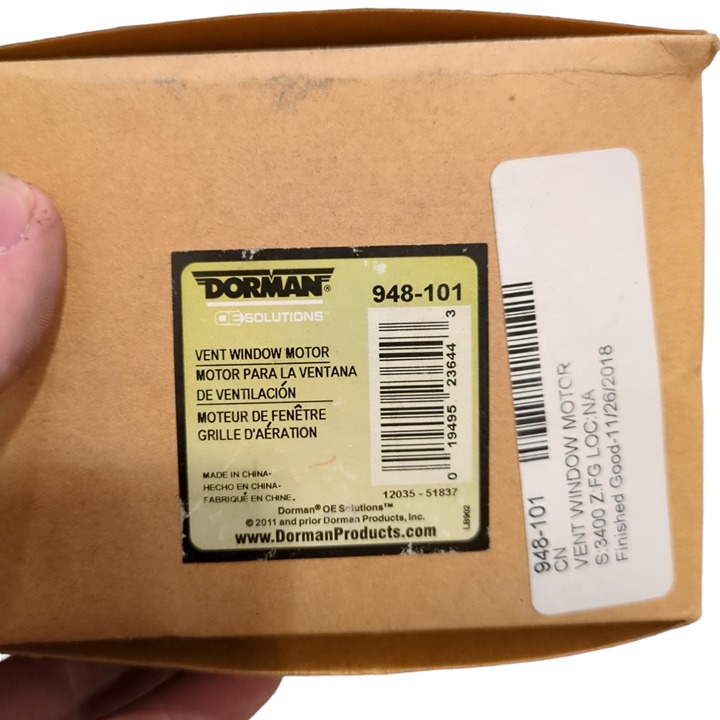 DORMAN®
OE SOLUTIONS™
948-101
VENT WINDOW MOTOR
MOTOR PARA LA VENTANA
DE VENTILACIÓN
MOTEUR DE FENÊTRE
GRILLE D'AÉRATION
0 19495 23644 3
MADE IN CHINA-
HECHO EN CHINA-
FABRIQUÉ EN CHINE.
12035 - 51837
Dorman® OE Solutions™
© 2011 and prior Dorman Products, Inc.
www.DormanProducts.com
LB902
948-101
CN
VENT WINDOW MOTOR
S:3400 Z:FG LOC:NA
Finished Good-11/26/2018